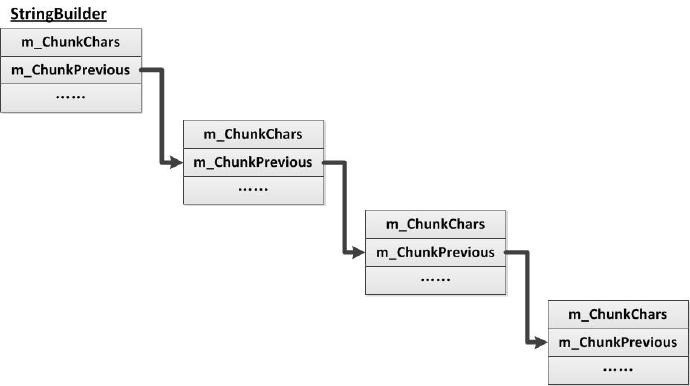 StringBuilder
m_ChunkChars
m_ChunkPrevious
......
m_ChunkChars
m_ChunkPrevious
......
m_ChunkChars
m_ChunkPrevious
......
m_ChunkChars
m_ChunkPrevious
......